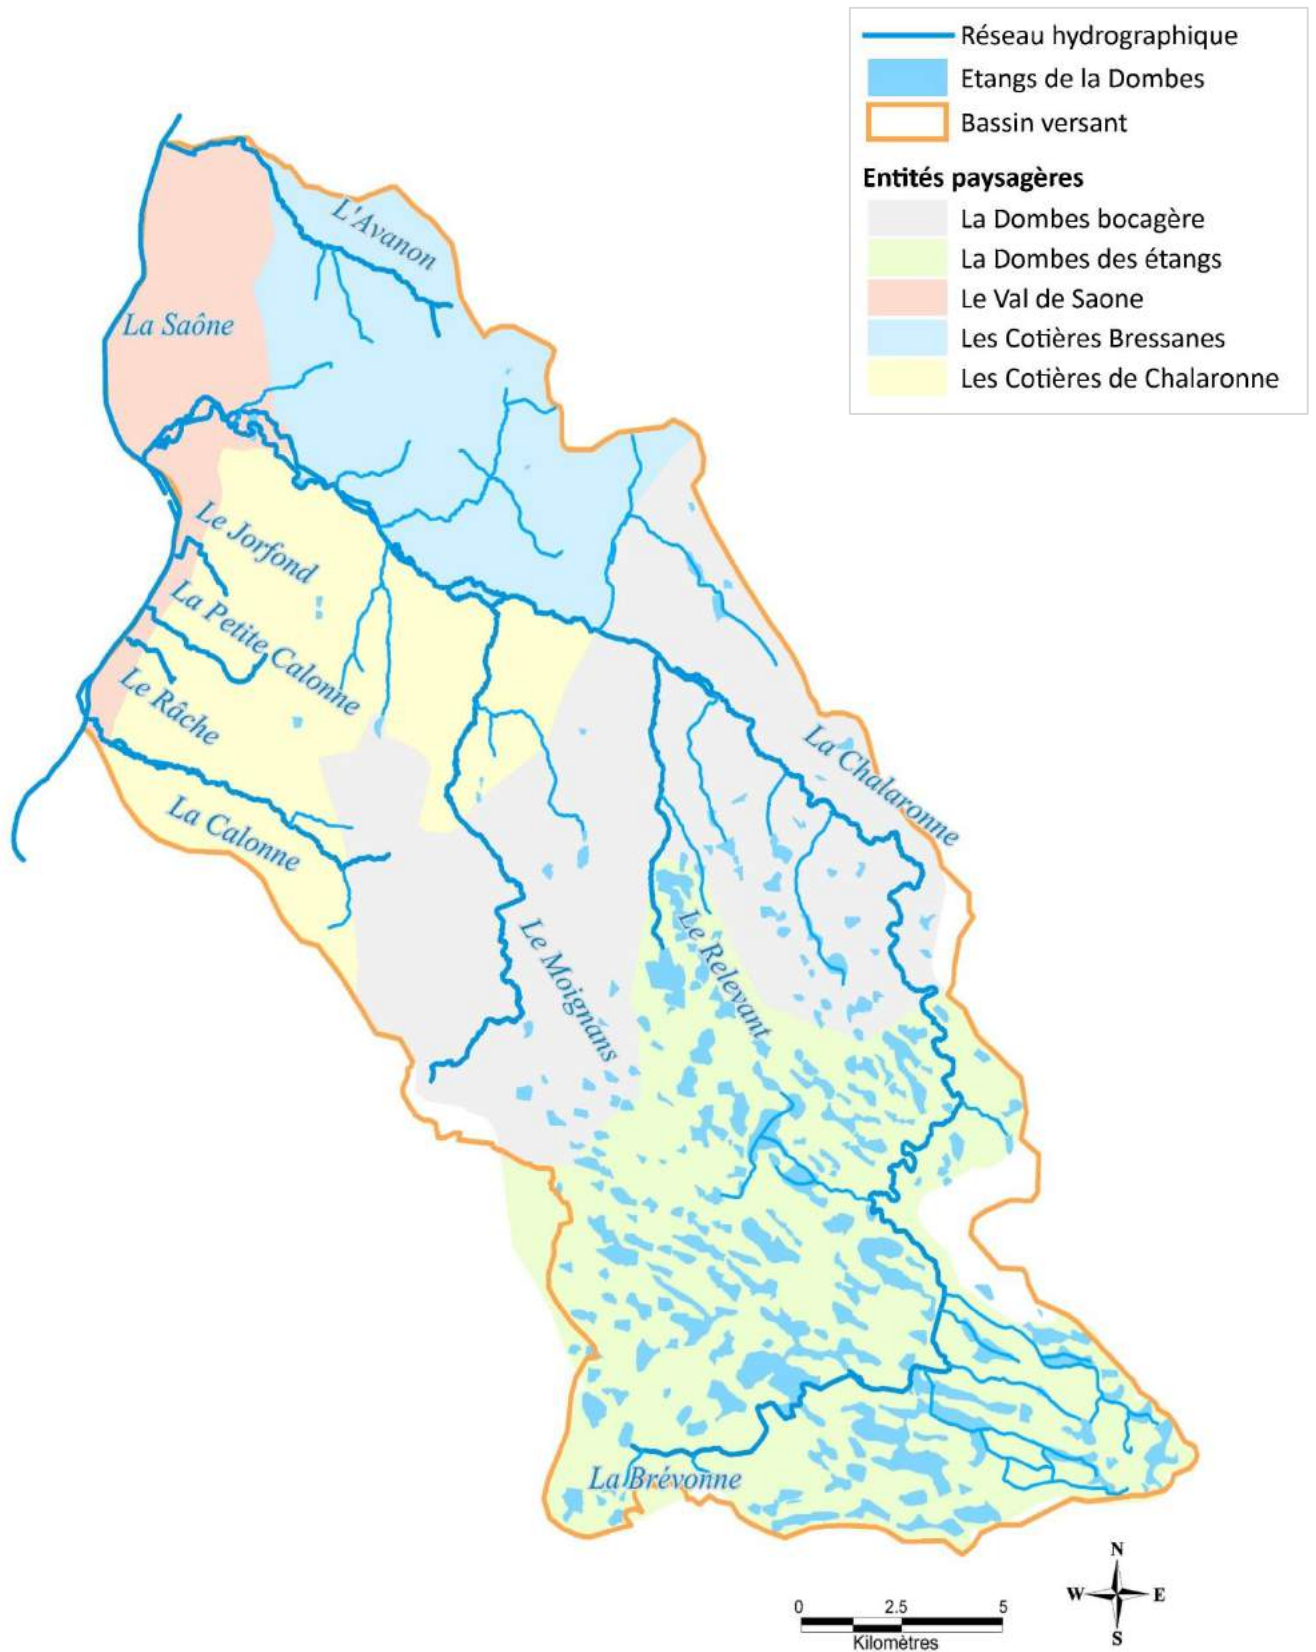 Réseau hydrographique
Etangs de la Dombes
Bassin versant
Entités paysagères
La Dombes bocagère
La Dombes des étangs
Le Val de Saone
Les Cotières Bressanes
Les Cotières de Chalaronne
L'Avanon
La Saône
Le Jorfond
La Petite Calonne
Le Râche
La Calonne
La Chalaronne
Le Moignans
Le Relevant
La Brévonne
N
W E
S
0 2.5 5
Kilomètres